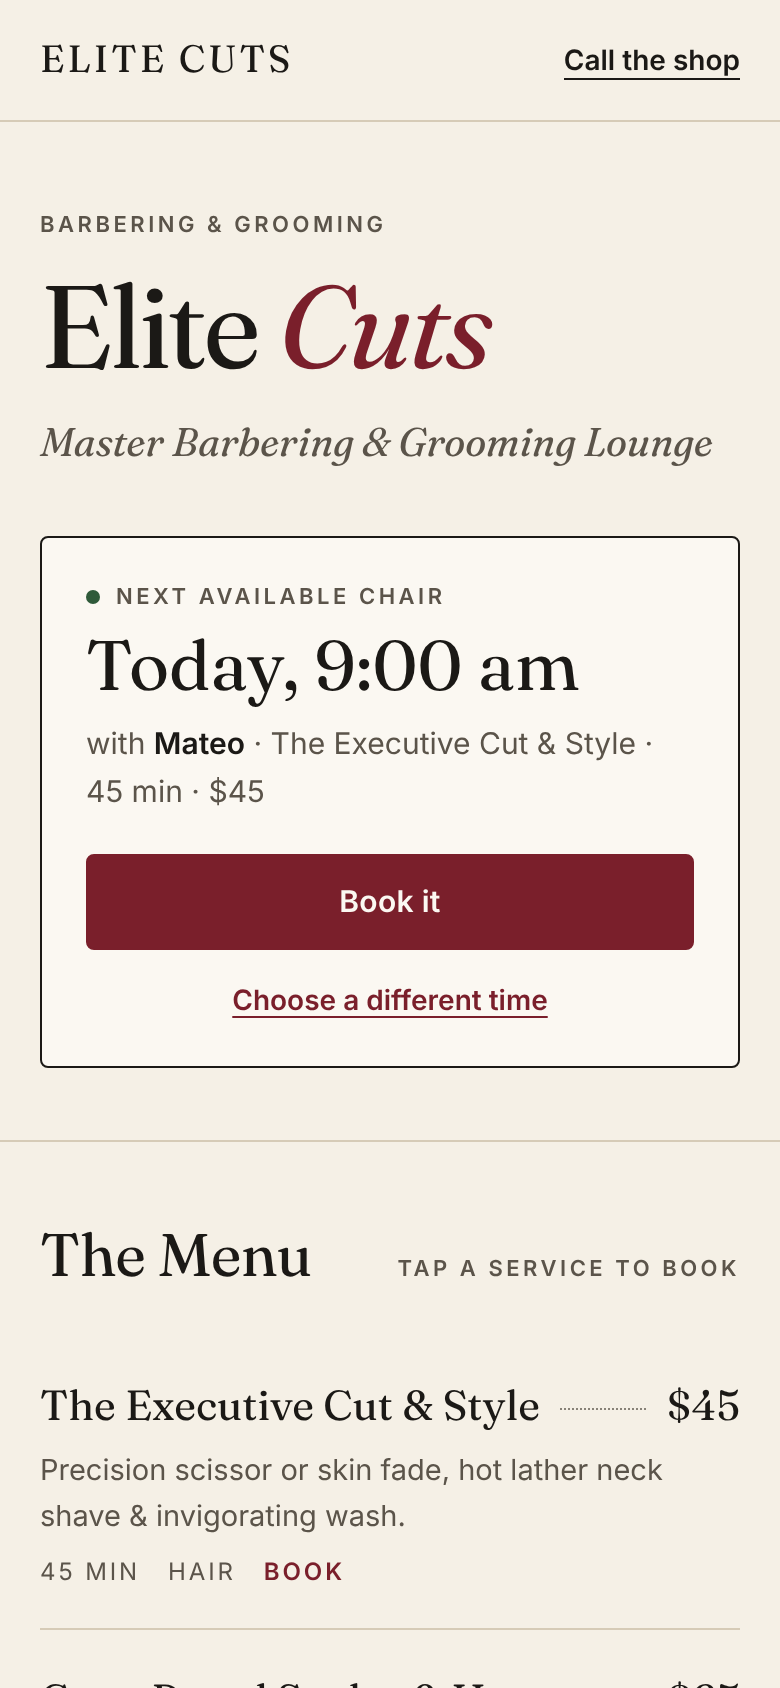 ELITE CUTS
Call the shop
BARBERING & GROOMING
Elite Cuts
Master Barbering & Grooming Lounge
NEXT AVAILABLE CHAIR
Today, 9:00 am
with Mateo · The Executive Cut & Style ·
45 min · $45
Book it
Choose a different time
The Menu
TAP A SERVICE TO BOOK
The Executive Cut & Style $45
Precision scissor or skin fade, hot lather neck
shave & invigorating wash.
45 MIN HAIR BOOK